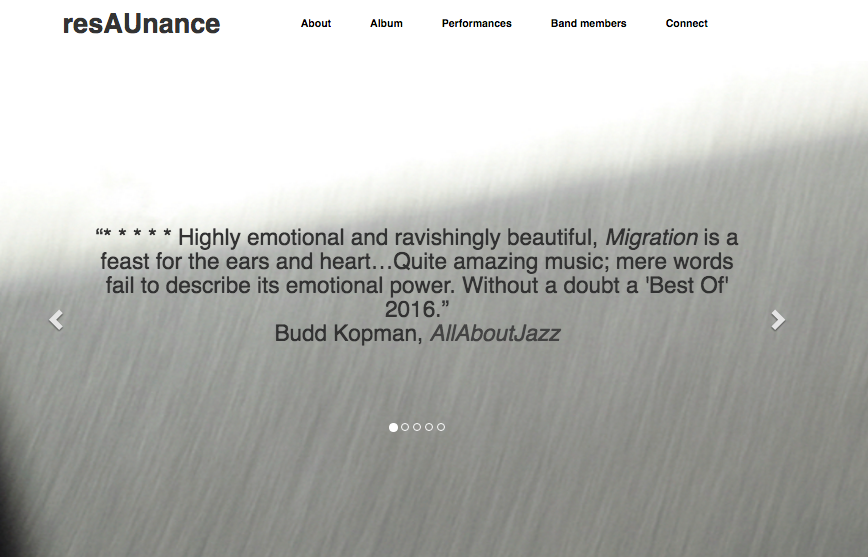 resAUnance
About Album Performances Band members Connect
“* * * * * Highly emotional and ravishingly beautiful, Migration is a
feast for the ears and heart…Quite amazing music; mere words
fail to describe its emotional power. Without a doubt a 'Best Of'
2016.”
Budd Kopman, AllAboutJazz